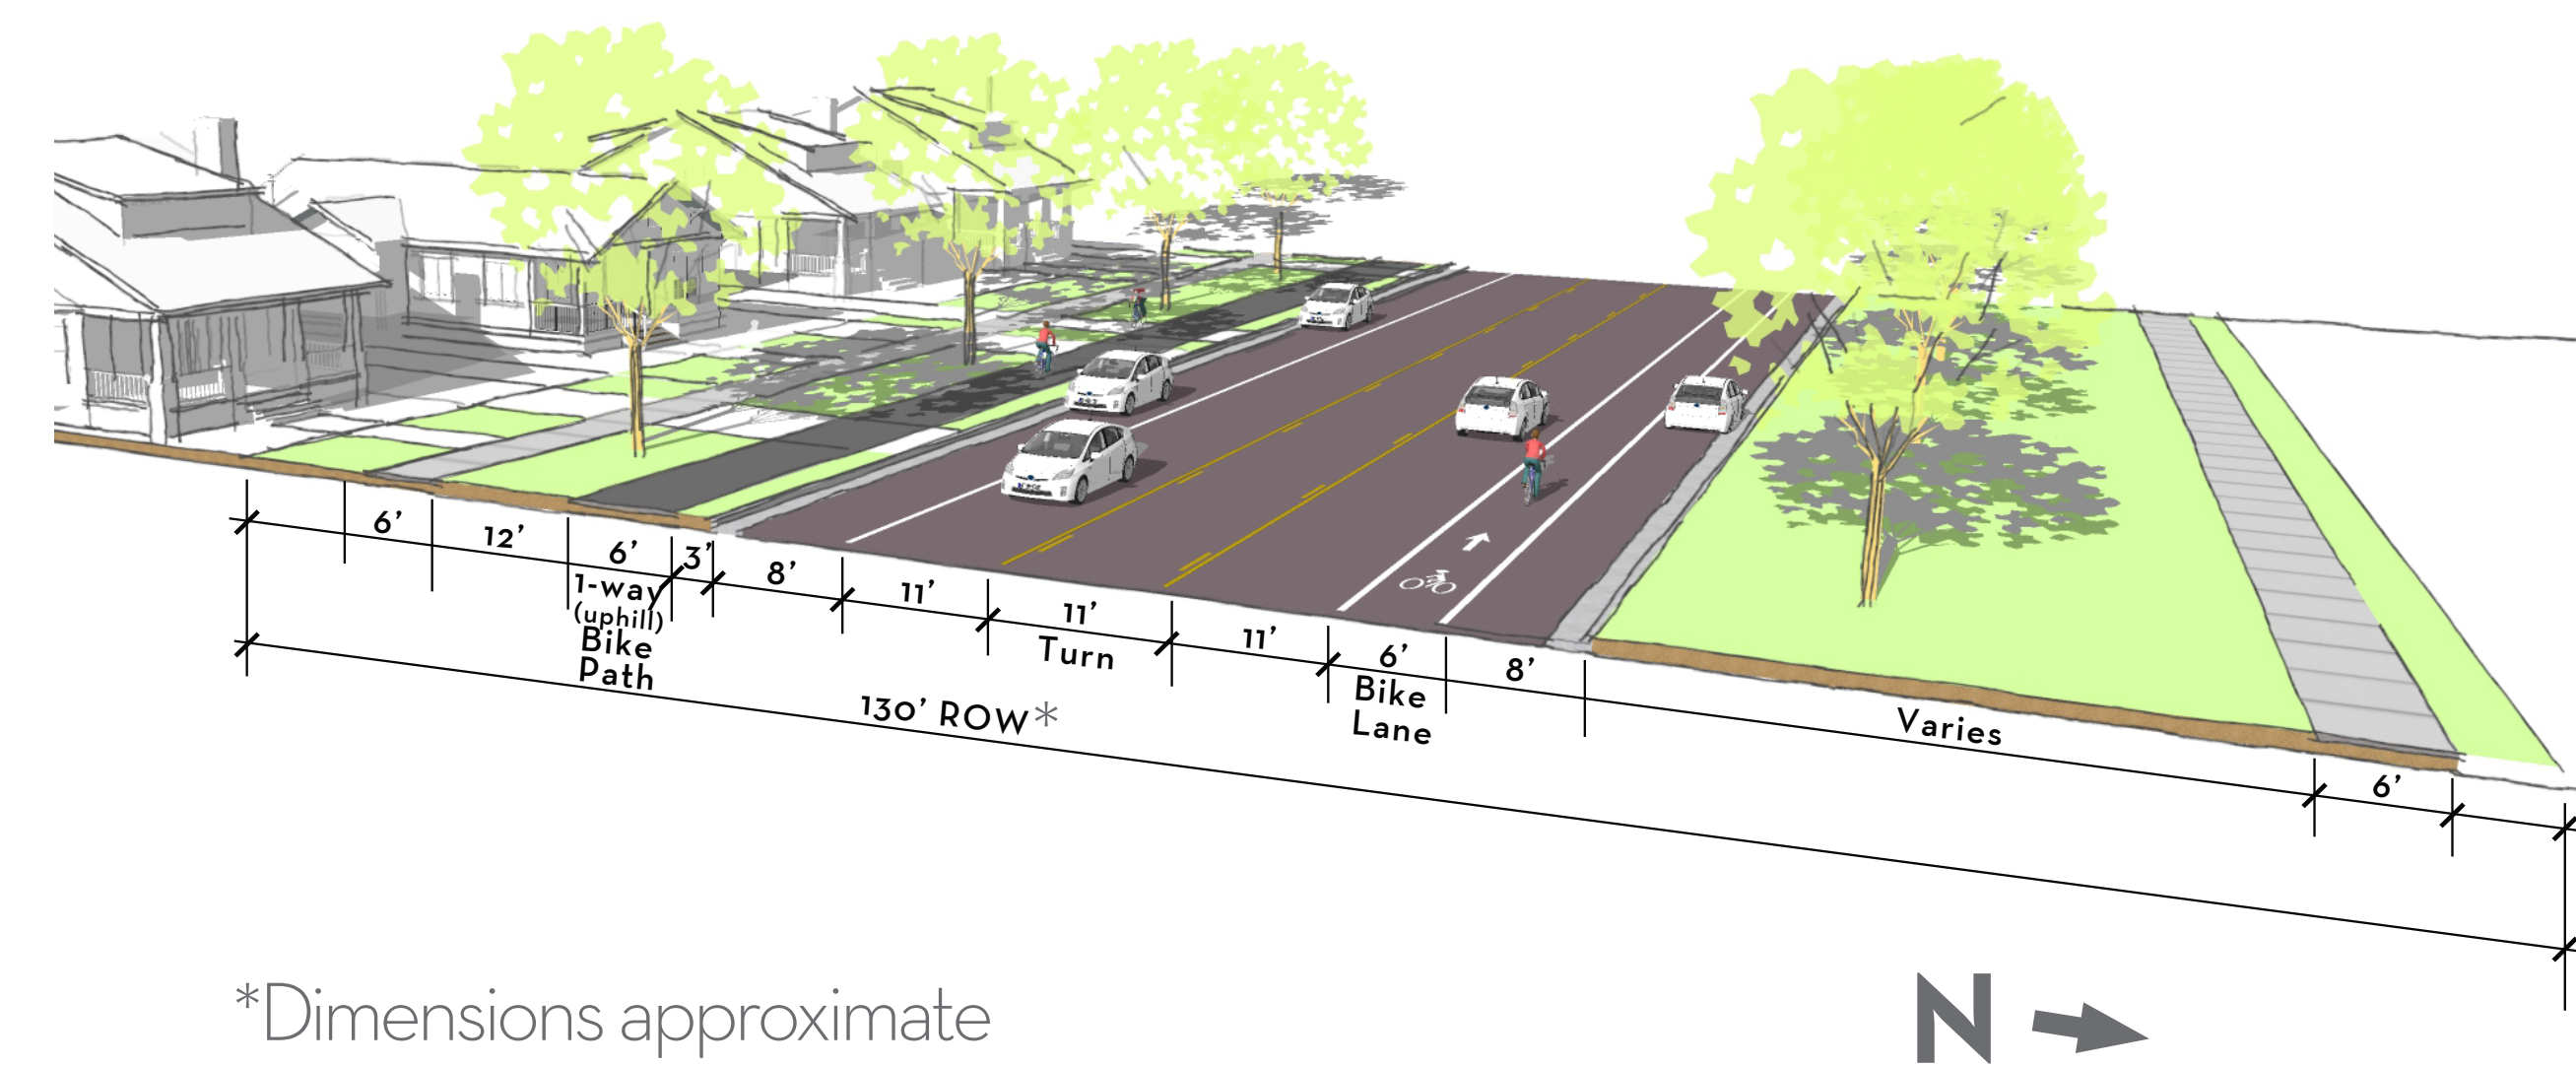 6’
12’
6’
1-way
(uphill)
Bike
Path
3’
8’
11’
11’
Turn
11’
6’
Bike
Lane
8’
Varies
6’
130’ ROW*
*Dimensions approximate
N